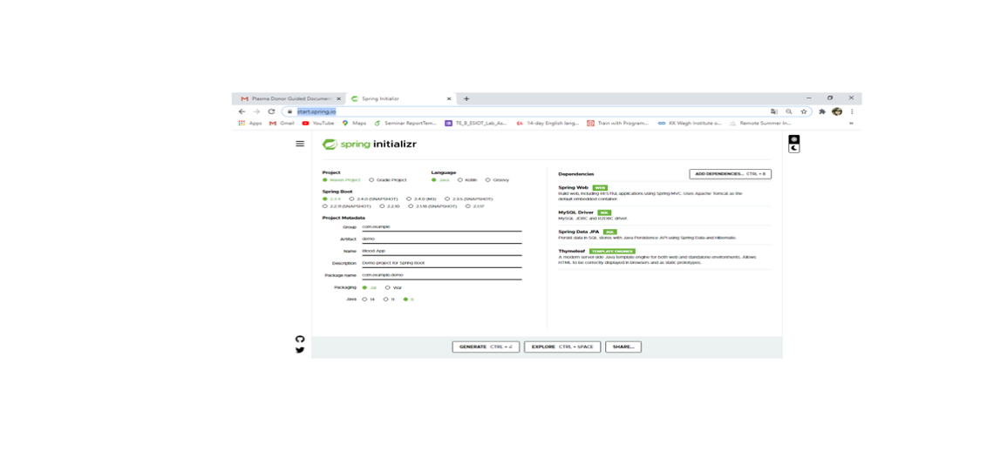 Plasma Donor Guided Documen
Spring Initializr
start.spring.io
Apps Gmail YouTube Maps Seminar ReportTem... TE_B_ESIOT_Lab_As... 14-day English lang... Train with Program... KK Wagh Institute o... Remote Summer In...
spring initializr
Project Language
Maven Project Gradle Project Java Kotlin Groovy
Spring Boot
2.3.4 2.4.0 (SNAPSHOT) 2.4.0 (M3) 2.3.5 (SNAPSHOT)
2.2.11 (SNAPSHOT) 2.2.10 2.1.18 (SNAPSHOT) 2.1.17
Project Metadata
Group com.example
Artifact demo
Name Blood App
Description Demo project for Spring Boot
Package name com.example.demo
Packaging Jar War
Java 14 11 8
Dependencies ADD DEPENDENCIES... CTRL + B
Spring Web WEB
Build web, including RESTful, applications using Spring MVC. Uses Apache Tomcat as the
default embedded container.
MySQL Driver SQL
MySQL JDBC and R2DBC driver.
Spring Data JPA SQL
Persist data in SQL stores with Java Persistence API using Spring Data and Hibernate.
Thymeleaf TEMPLATE ENGINES
A modern server-side Java template engine for both web and standalone environments. Allows
HTML to be correctly displayed in browsers and as static prototypes.
GENERATE CTRL + ⏎ EXPLORE CTRL + SPACE SHARE...